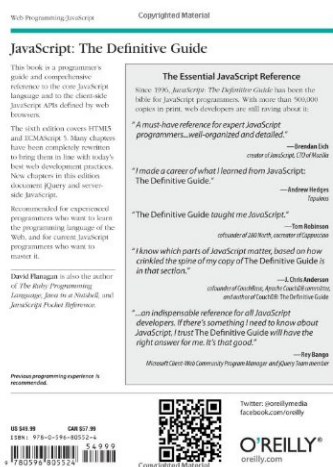 Web Programming/JavaScript
Copyrighted Material
JavaScript: The Definitive Guide
This book is a programmer's
guide and comprehensive
reference to the core JavaScript
language and to the client-side
JavaScript APIs defined by web
browsers.
The sixth edition covers HTML5
and ECMAScript 5. Many chapters
have been completely rewritten
to bring them in line with today's
best web development practices.
New chapters in this edition
document jQuery and server-
side JavaScript.
Recommended for experienced
programmers who want to learn
the programming language of the
Web, and for current JavaScript
programmers who want to
master it.
David Flanagan is also the author
of The Ruby Programming
Language, Java in a Nutshell, and
JavaScript Pocket Reference.
Previous programming experience is
recommended.
The Essential JavaScript Reference
Since 1996, JavaScript: The Definitive Guide has been the
bible for JavaScript programmers. With more than 500,000
copies in print, web developers are still raving about it:
"A must-have reference for expert JavaScript
programmers...well-organized and detailed."
—Brendan Eich
creator of JavaScript, CTO of Mozilla
"I made a career of what I learned from JavaScript:
The Definitive Guide."
—Andrew Hedges
Tapulous
"The Definitive Guide taught me JavaScript."
—Tom Robinson
cofounder of 280 North, cocreator of Cappuccino
"I know which parts of JavaScript matter, based on how
crinkled the spine of my copy of The Definitive Guide is
in that section."
—J. Chris Anderson
cofounder of CouchBase, Apache CouchDB committer,
and author of CouchDB: The Definitive Guide
"...an indispensable reference for all JavaScript
developers. If there's something I need to know about
JavaScript, I trust The Definitive Guide will have the
right answer for me. It's that good."
—Rey Bango
Microsoft Client-Web Community Program Manager and jQuery Team member
US $49.99 CAN $57.99
ISBN: 978-0-596-80552-4
54999
9 780596 805524
Twitter: @oreillymedia
facebook.com/oreilly
O'REILLY®
oreilly.com
Copyrighted Material